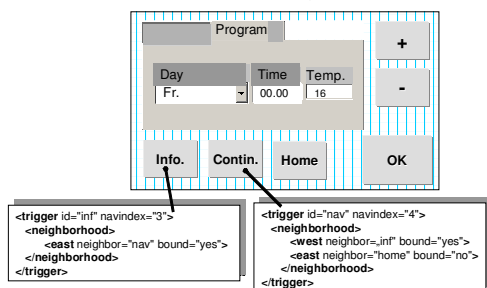 Program
+
Day Time Temp.
Fr. 00.00 16
-
Info. Contin. Home OK
<trigger id="inf" navindex="3">
<neighborhood>
<east neighbor="nav" bound="yes">
</neighborhood>
</trigger>
<trigger id="nav" navindex="4">
<neighborhood>
<west neighbor=„inf" bound="yes">
<east neighbor="home" bound="no">
</neighborhood>
</trigger>